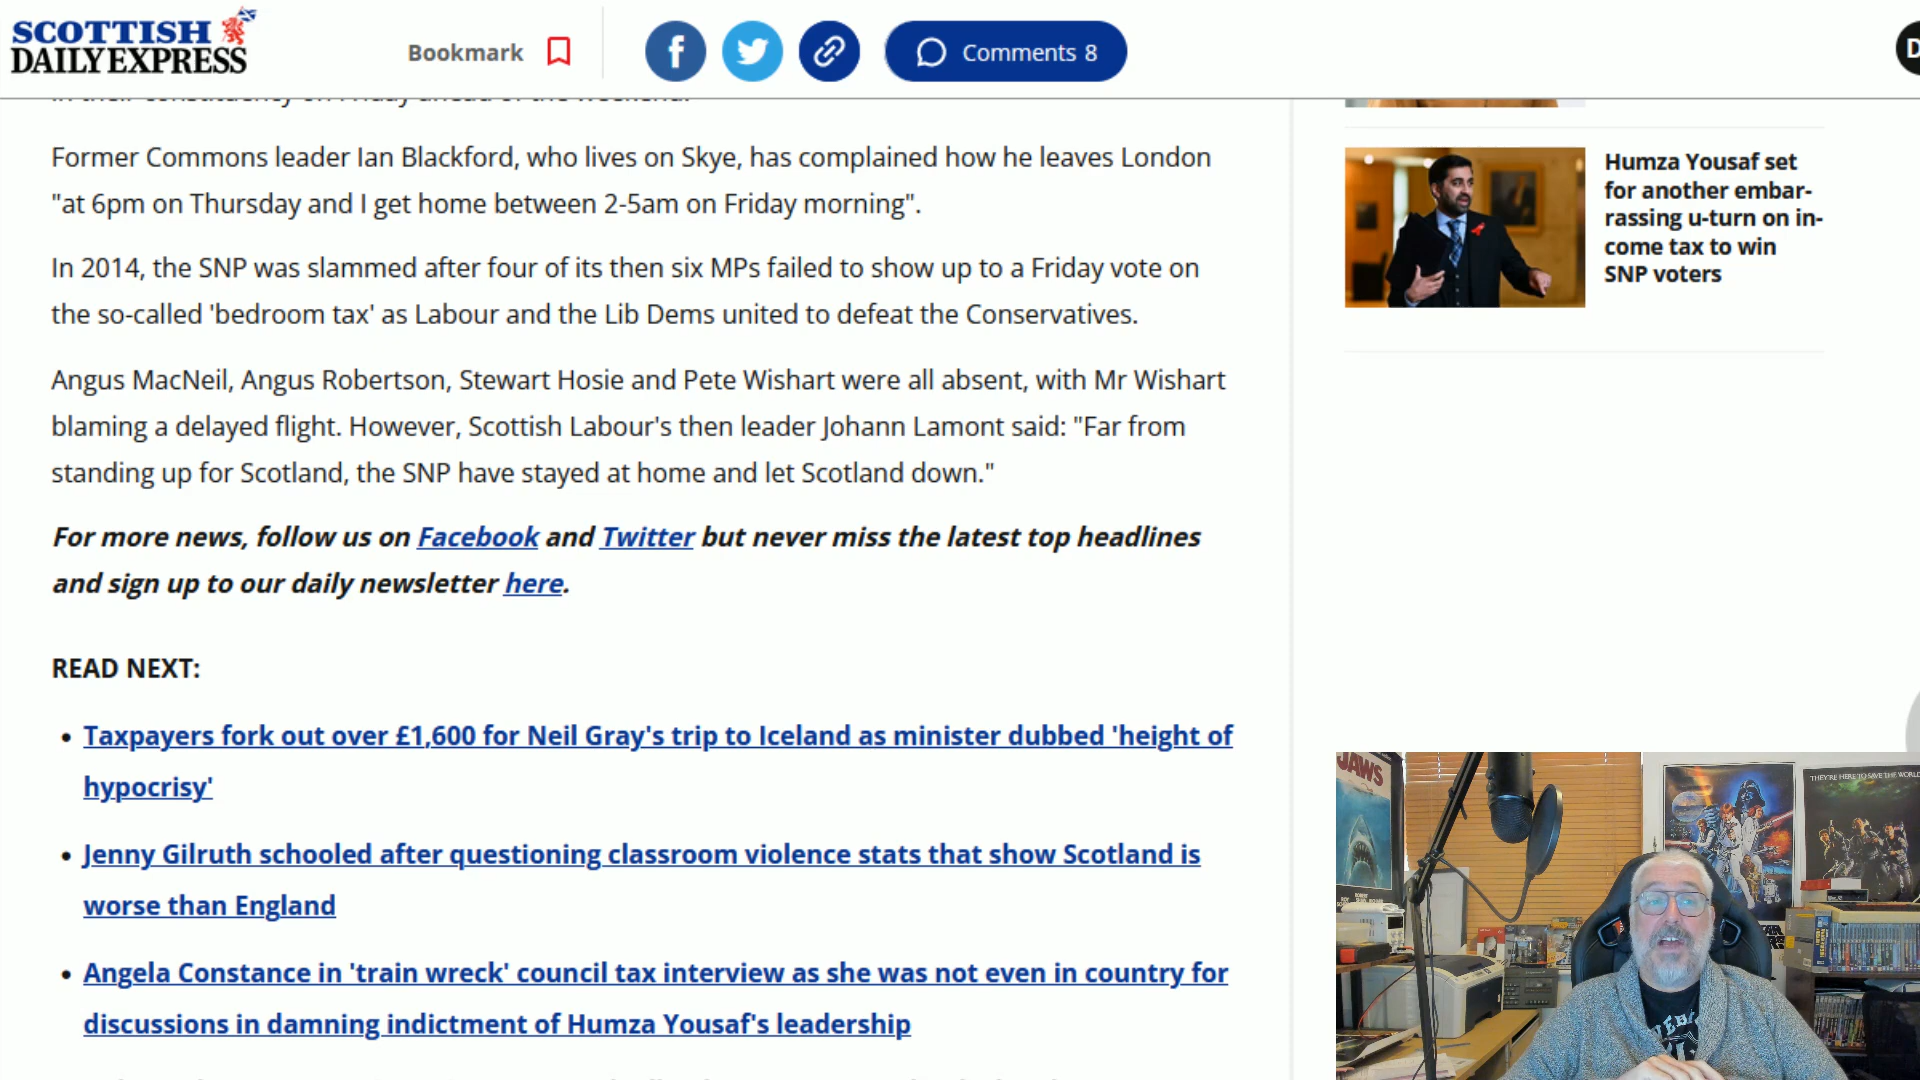 SCOTTISH
DAILY EXPRESS
Bookmark
Comments 8
D
Former Commons leader Ian Blackford, who lives on Skye, has complained how he leaves London
"at 6pm on Thursday and I get home between 2-5am on Friday morning".
In 2014, the SNP was slammed after four of its then six MPs failed to show up to a Friday vote on
the so-called 'bedroom tax' as Labour and the Lib Dems united to defeat the Conservatives.
Angus MacNeil, Angus Robertson, Stewart Hosie and Pete Wishart were all absent, with Mr Wishart
blaming a delayed flight. However, Scottish Labour's then leader Johann Lamont said: "Far from
standing up for Scotland, the SNP have stayed at home and let Scotland down."
For more news, follow us on Facebook and Twitter but never miss the latest top headlines
and sign up to our daily newsletter here.
READ NEXT:
• Taxpayers fork out over £1,600 for Neil Gray's trip to Iceland as minister dubbed 'height of
hypocrisy'
• Jenny Gilruth schooled after questioning classroom violence stats that show Scotland is
worse than England
• Angela Constance in 'train wreck' council tax interview as she was not even in country for
discussions in damning indictment of Humza Yousaf's leadership
Humza Yousaf set
for another embar-
rassing u-turn on in-
come tax to win
SNP voters
JAWS
THEY'RE HERE TO SAVE THE WORLD